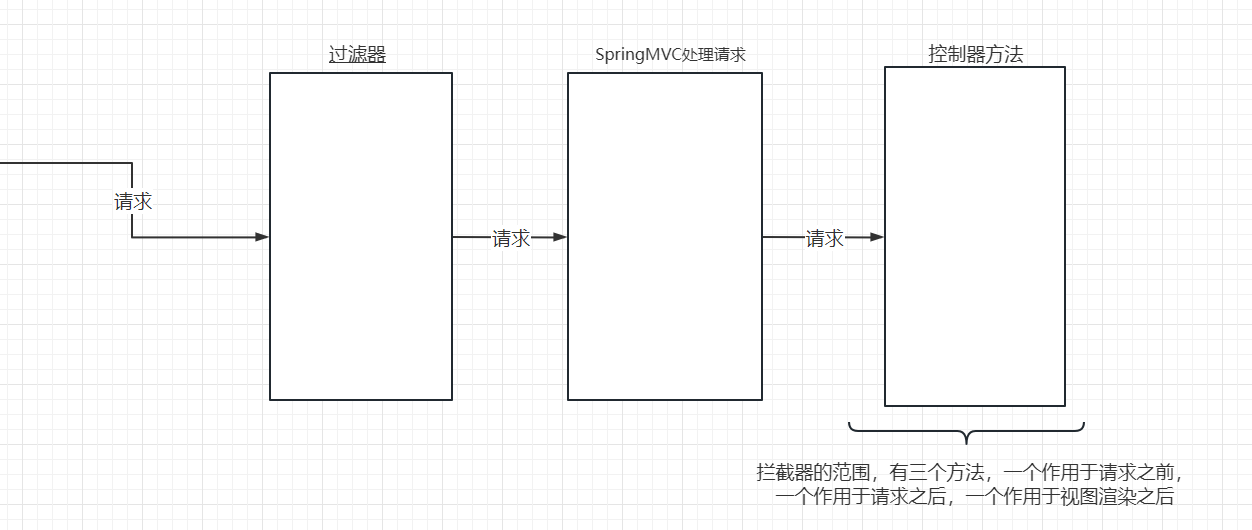 过滤器
SpringMVC处理请求
控制器方法
请求
请求
请求
拦截器的范围，有三个方法，一个作用于请求之前，
一个作用于请求之后，一个作用于视图渲染之后